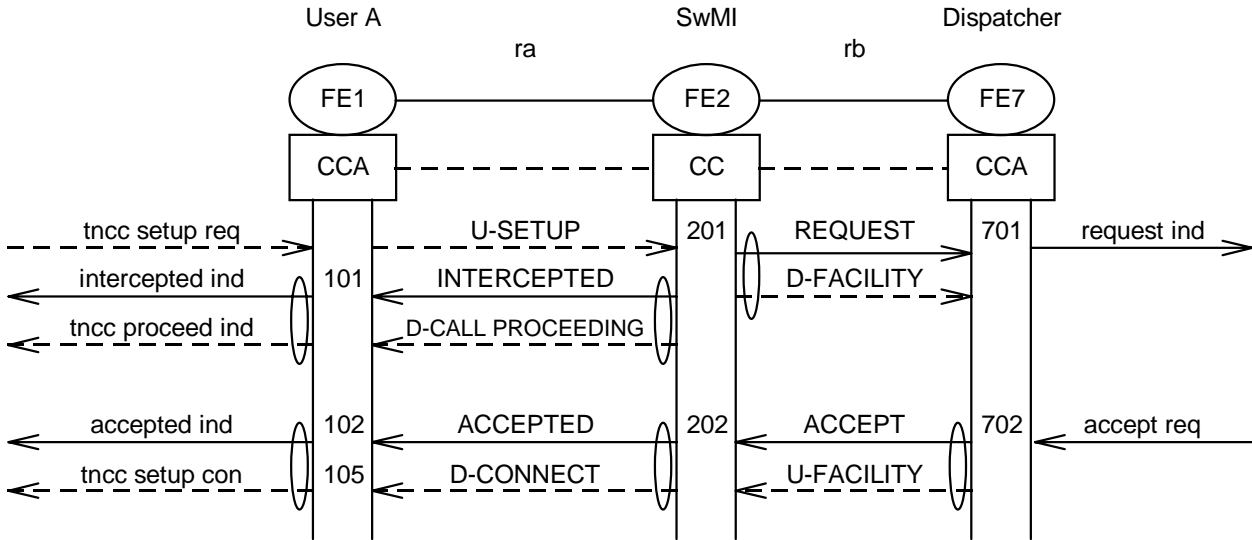 User A SwMI Dispatcher
ra rb
FE1 FE2 FE7
CCA CC CCA
tncc setup req U-SETUP 201 REQUEST 701 request ind
intercepted ind 101 INTERCEPTED D-FACILITY
tncc proceed ind D-CALL PROCEEDING
accepted ind 102 ACCEPTED 202 ACCEPT 702 accept req
tncc setup con 105 D-CONNECT U-FACILITY